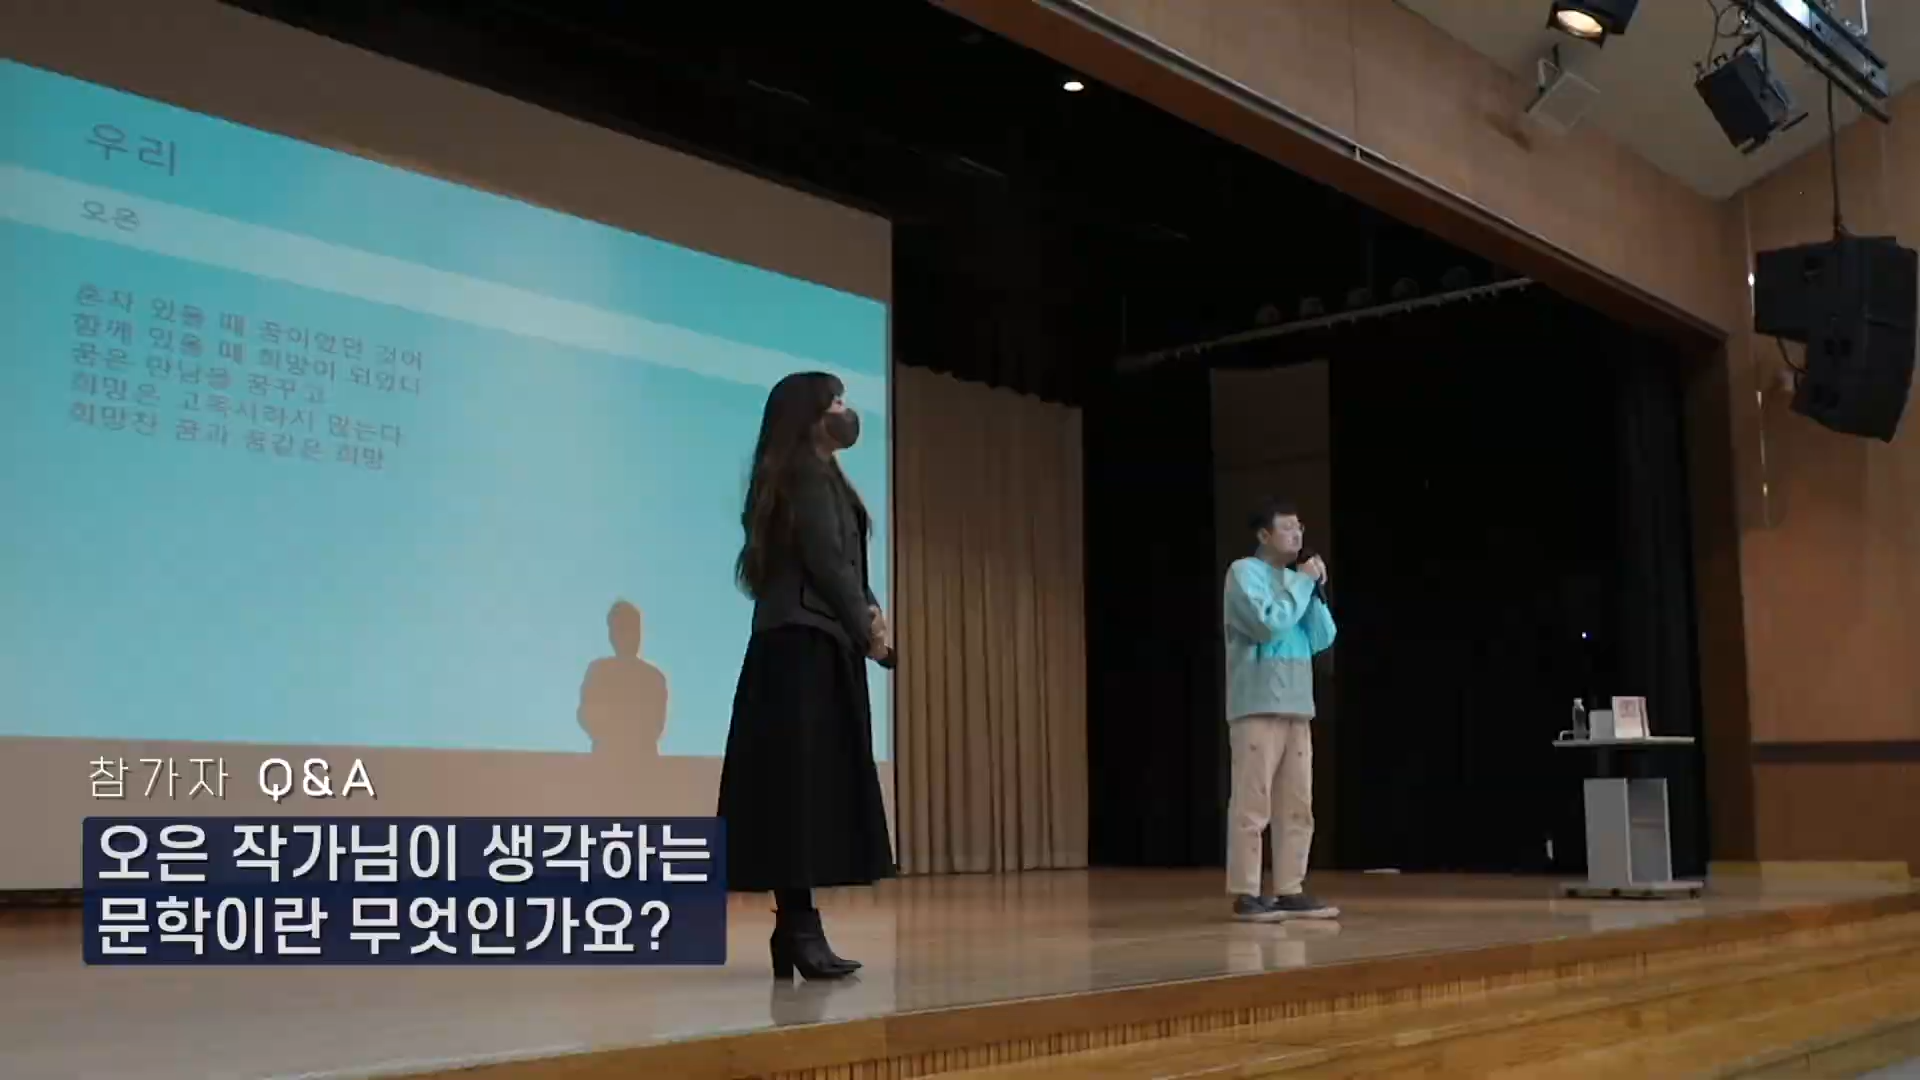 우리
오은
혼자 있을 때 꿈이었던 것이
함께 있을 때 희망이 되었다
꿈은 만남을 꿈꾸고
희망은 고독시라지 않는다
희망찬 꿈과 꿈같은 희망
참가자 Q&A
오은 작가님이 생각하는
문학이란 무엇인가요?